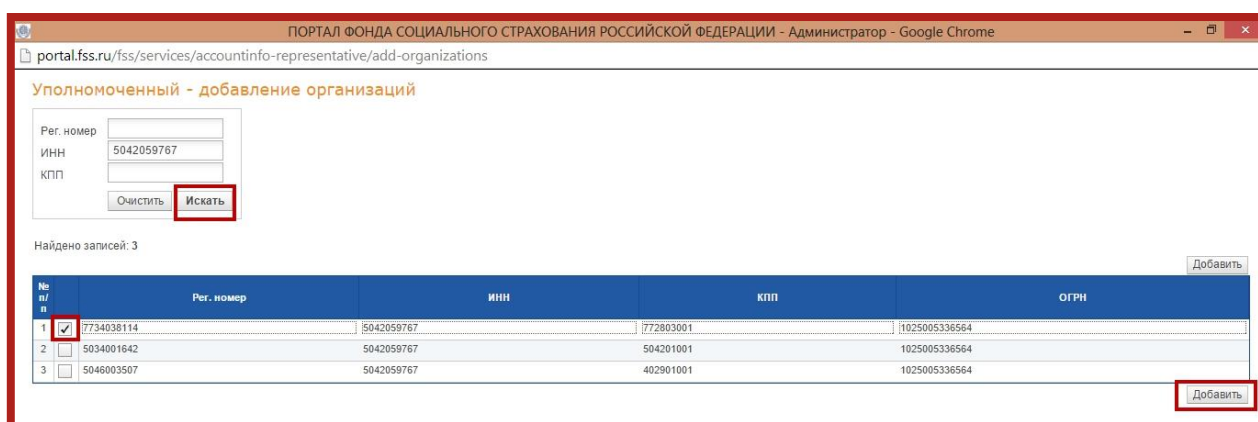 ПОРТАЛ ФОНДА СОЦИАЛЬНОГО СТРАХОВАНИЯ РОССИЙСКОЙ ФЕДЕРАЦИИ - Администратор - Google Chrome
portal.fss.ru/fss/services/accountinfo-representative/add-organizations
Уполномоченный - добавление организаций
Рег. номер
ИНН 5042059767
КПП
Очистить Искать
Найдено записей: 3
Добавить
№ п/п Рег. номер ИНН КПП ОГРН
1 7734038114 5042059767 772803001 1025005336564
2 5034001642 5042059767 504201001 1025005336564
3 5046003507 5042059767 402901001 1025005336564
Добавить